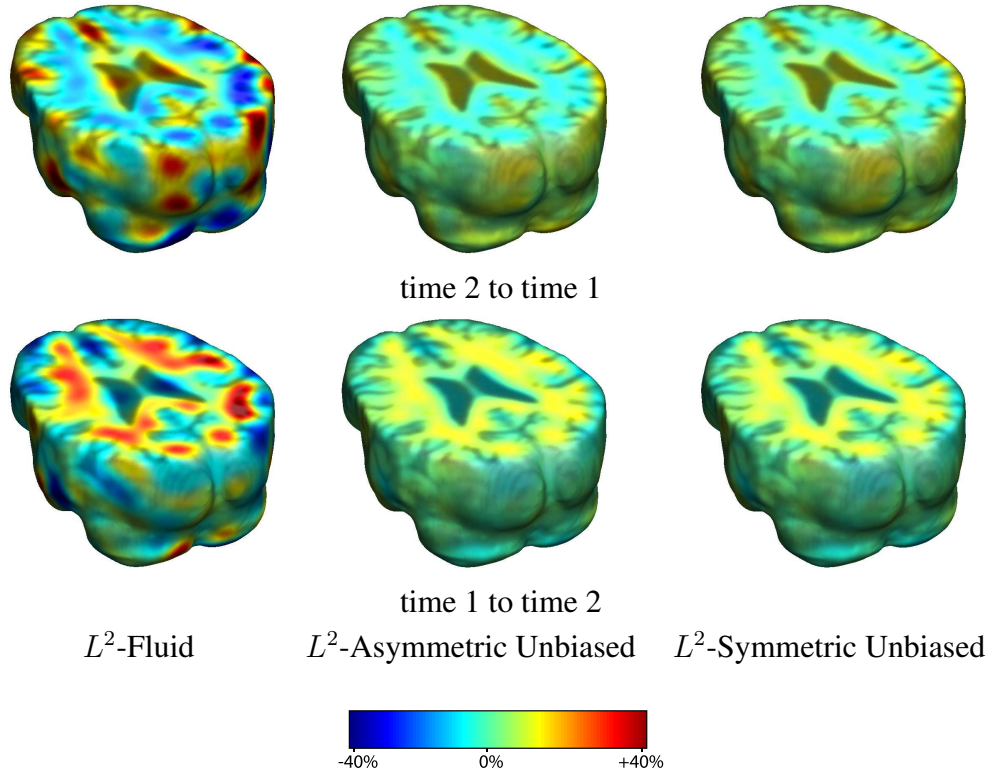 time 2 to time 1
time 1 to time 2
L²-Fluid L²-Asymmetric Unbiased L²-Symmetric Unbiased
-40% 0% +40%